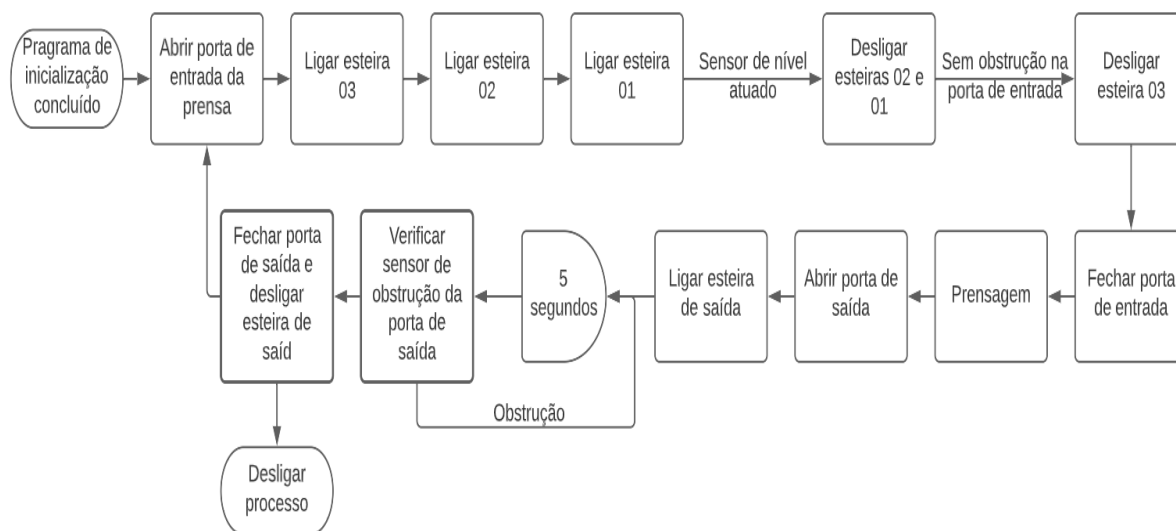 Pragrama de
inicialização
concluído
Abrir porta de
entrada da
prensa
Ligar esteira
03
Ligar esteira
02
Ligar esteira
01
Sensor de nível
atuado
Desligar
esteiras 02 e
01
Sem obstrução na
porta de entrada
Desligar
esteira 03
Fechar porta
de entrada
Prensagem
Abrir porta de
saída
Ligar esteira
de saída
5
segundos
Verificar
sensor de
obstrução da
porta de
saída
Obstrução
Fechar porta
de saída e
desligar
esteira de
saíd
Desligar
processo